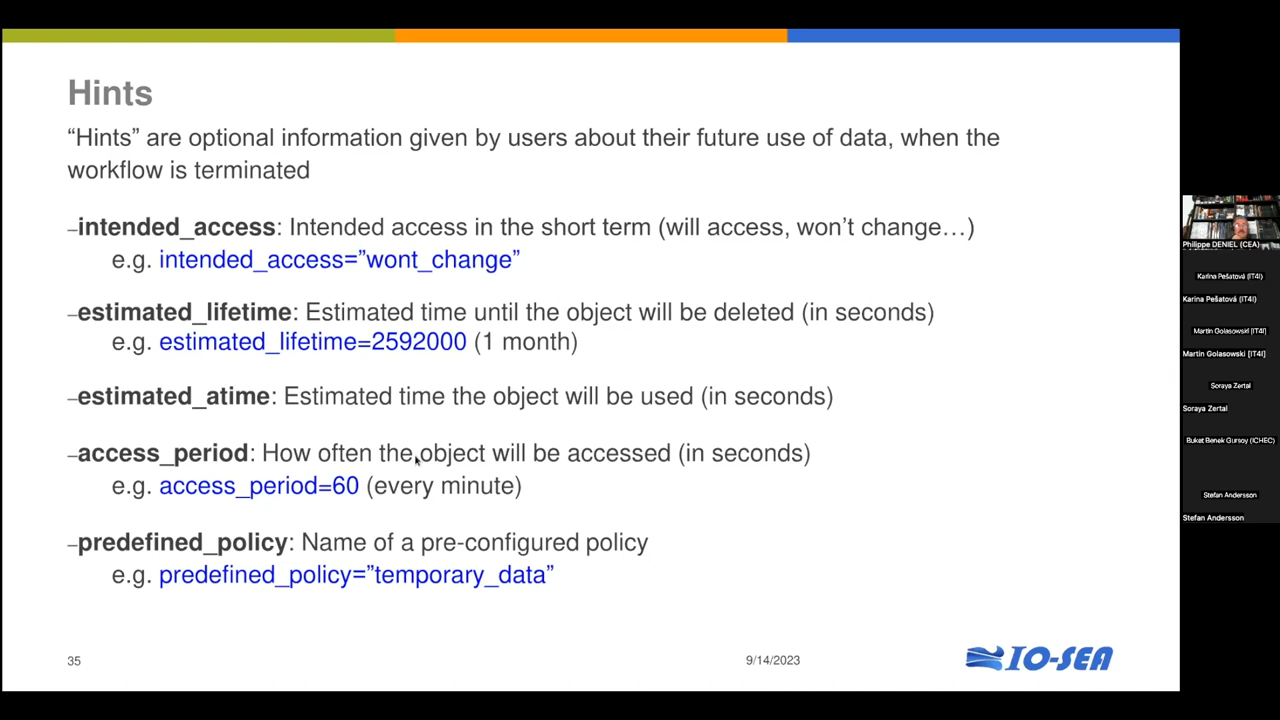 Hints
“Hints” are optional information given by users about their future use of data, when the
workflow is terminated
–intended_access: Intended access in the short term (will access, won’t change…)
e.g. intended_access=”wont_change”
–estimated_lifetime: Estimated time until the object will be deleted (in seconds)
e.g. estimated_lifetime=2592000 (1 month)
–estimated_atime: Estimated time the object will be used (in seconds)
–access_period: How often the object will be accessed (in seconds)
e.g. access_period=60 (every minute)
–predefined_policy: Name of a pre-configured policy
e.g. predefined_policy=”temporary_data”
35
9/14/2023
IO-SEA
Philippe DENIEL (CEA)
Karina Pešatová (IT4I)
Karina Pešatová (IT4I)
Martin Golasowski [IT4I]
Martin Golasowski [IT4I]
Soraya Zertal
Soraya Zertal
Buket Benek Gursoy (ICHEC)
Stefan Andersson
Stefan Andersson